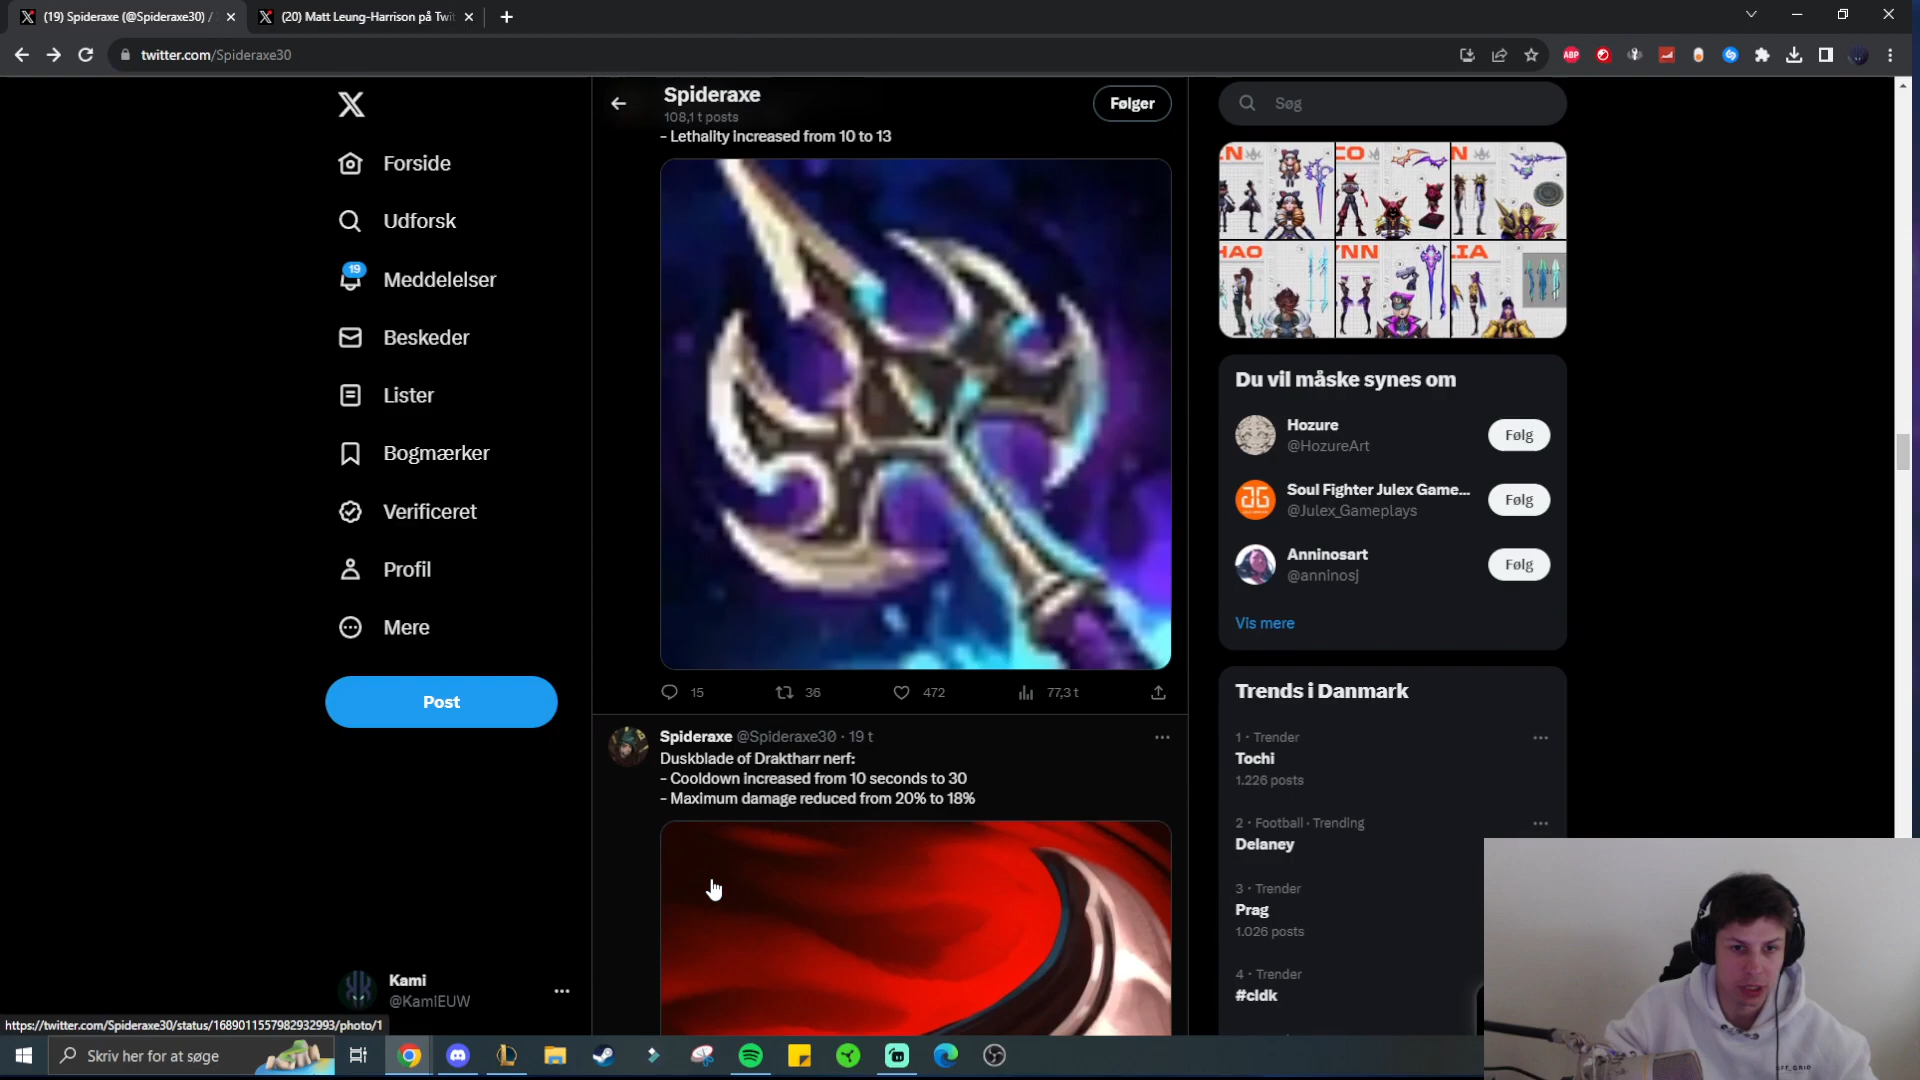 (19) Spideraxe (@Spideraxe30) /
(20) Matt Leung-Harrison på Twit
twitter.com/Spideraxe30
ABP
Forside
Udforsk
19
Meddelelser
Beskeder
Lister
Bogmærker
Verificeret
Profil
Mere
Post
Kami
@KamiEUW
Spideraxe
108,1 t posts
Følger
- Lethality increased from 10 to 13
15
36
472
77,3 t
Spideraxe @Spideraxe30 · 19 t
Duskblade of Draktharr nerf:
- Cooldown increased from 10 seconds to 30
- Maximum damage reduced from 20% to 18%
Søg
Du vil måske synes om
Hozure
@HozureArt
Følg
Soul Fighter Julex Game...
@Julex_Gameplays
Følg
Anninosart
@anninosj
Følg
Vis mere
Trends i Danmark
1 · Trender
Tochi
1.226 posts
2 · Football · Trending
Delaney
3 · Trender
Prag
1.026 posts
4 · Trender
#cldk
https://twitter.com/Spideraxe30/status/1689011557982932993/photo/1
Skriv her for at søge